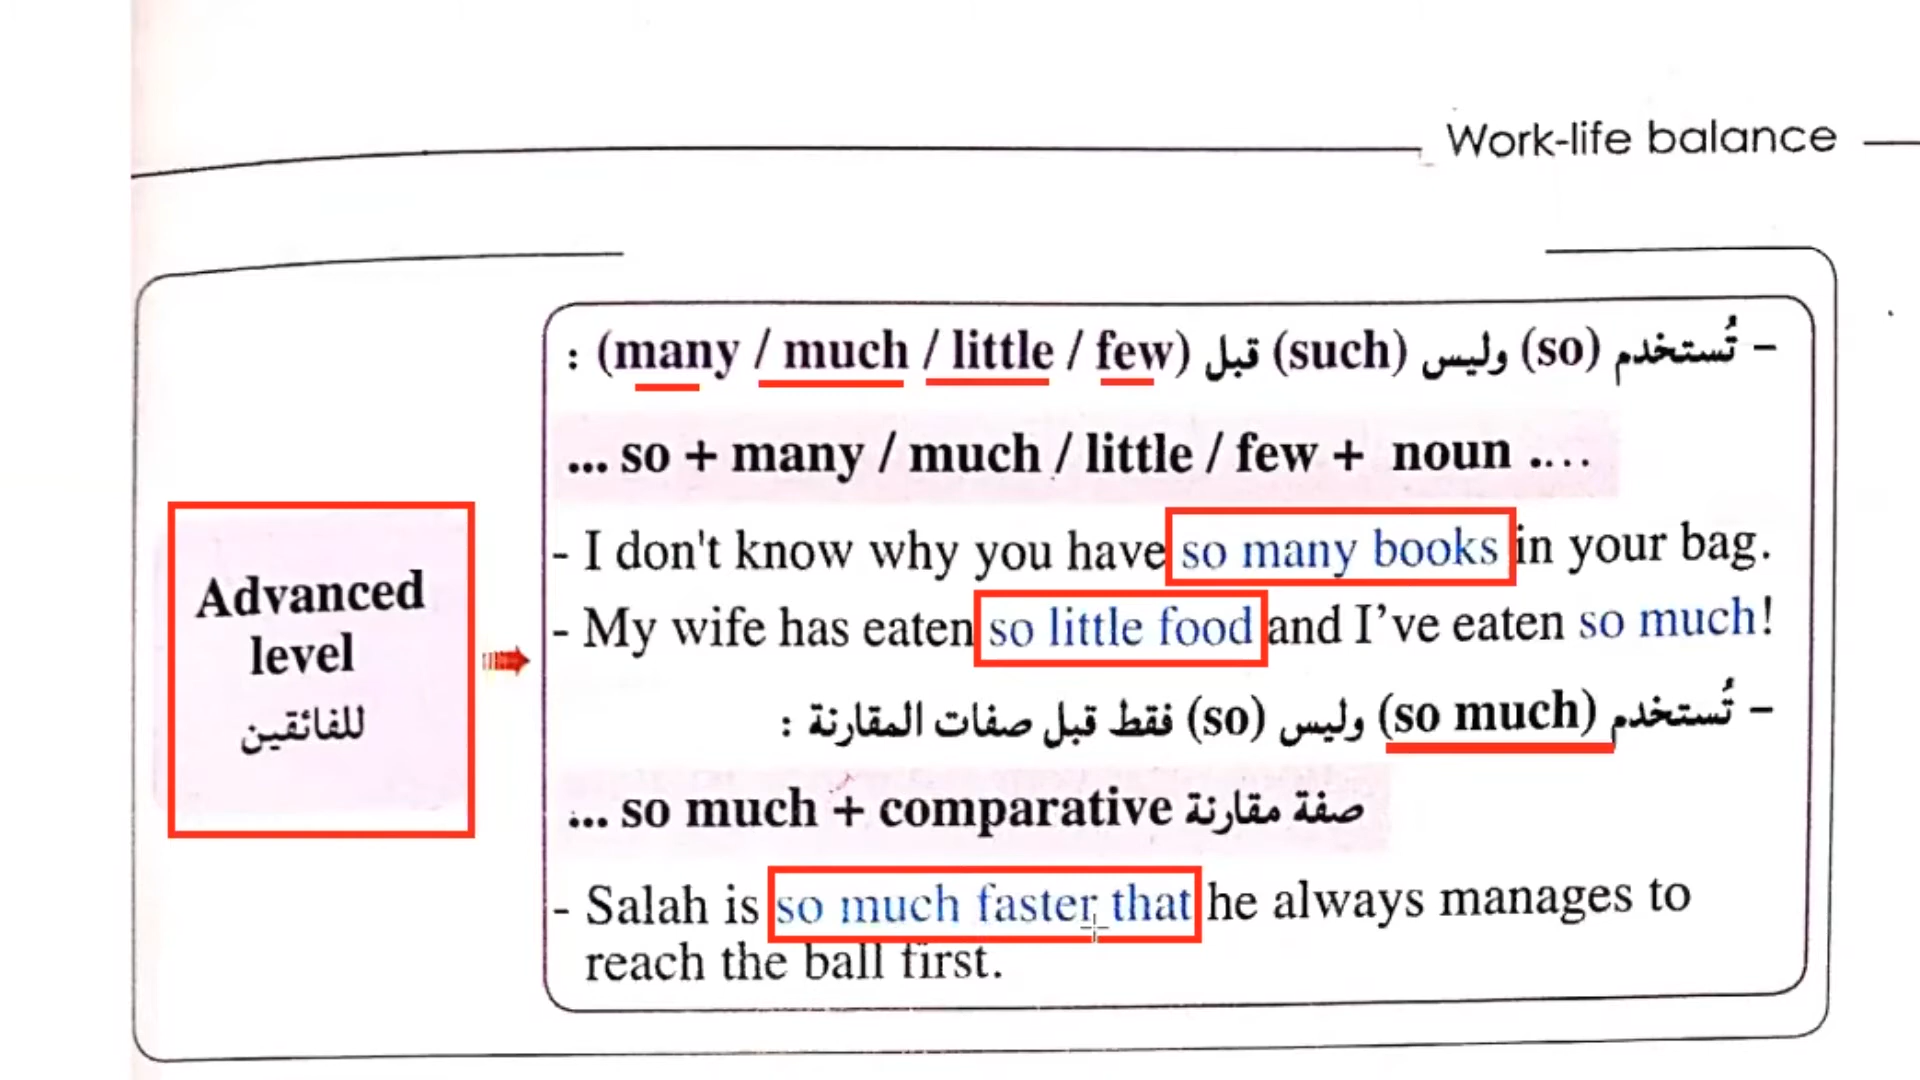 Work-life balance
Advanced
level
للفائقين
– تُستخدم (so) وليس (such) قبل (many / much / little / few) :
... so + many / much / little / few + noun ....
- I don't know why you have so many books in your bag.
- My wife has eaten so little food and I’ve eaten so much!
– تُستخدم (so much) وليس (so) فقط قبل صفات المقارنة :
... so much + comparative صفة مقارنة
- Salah is so much faster that he always manages to
reach the ball first.